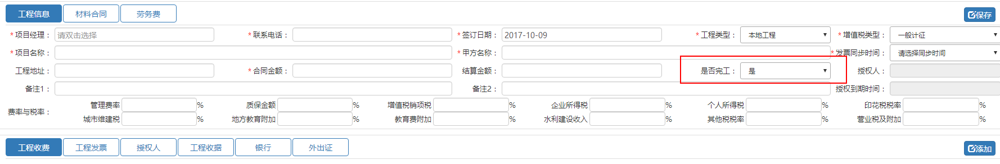 工程信息 材料合同 劳务费 保存
* 项目经理： 请双击选择 * 联系电话： * 签订日期： 2017-10-09 * 工程类型： 本地工程 * 增值税类型： 一般计征
* 项目名称： * 甲方名称： * 发票同步时间： 请选择同步时间
工程地址： * 合同金额： 结算金额： 是否完工： 是 授权人：
备注1： 备注2： 授权到期时间：
费率与税率：
管理费率 % 质保金额 % 增值税销项税 % 企业所得税 % 个人所得税 % 印花税税率 %
城市维建税 % 地方教育附加 % 教育费附加 % 水利建设收入 % 其他税税率 % 营业税及附加 %
工程收费 工程发票 授权人 工程收据 银行 外出证 添加